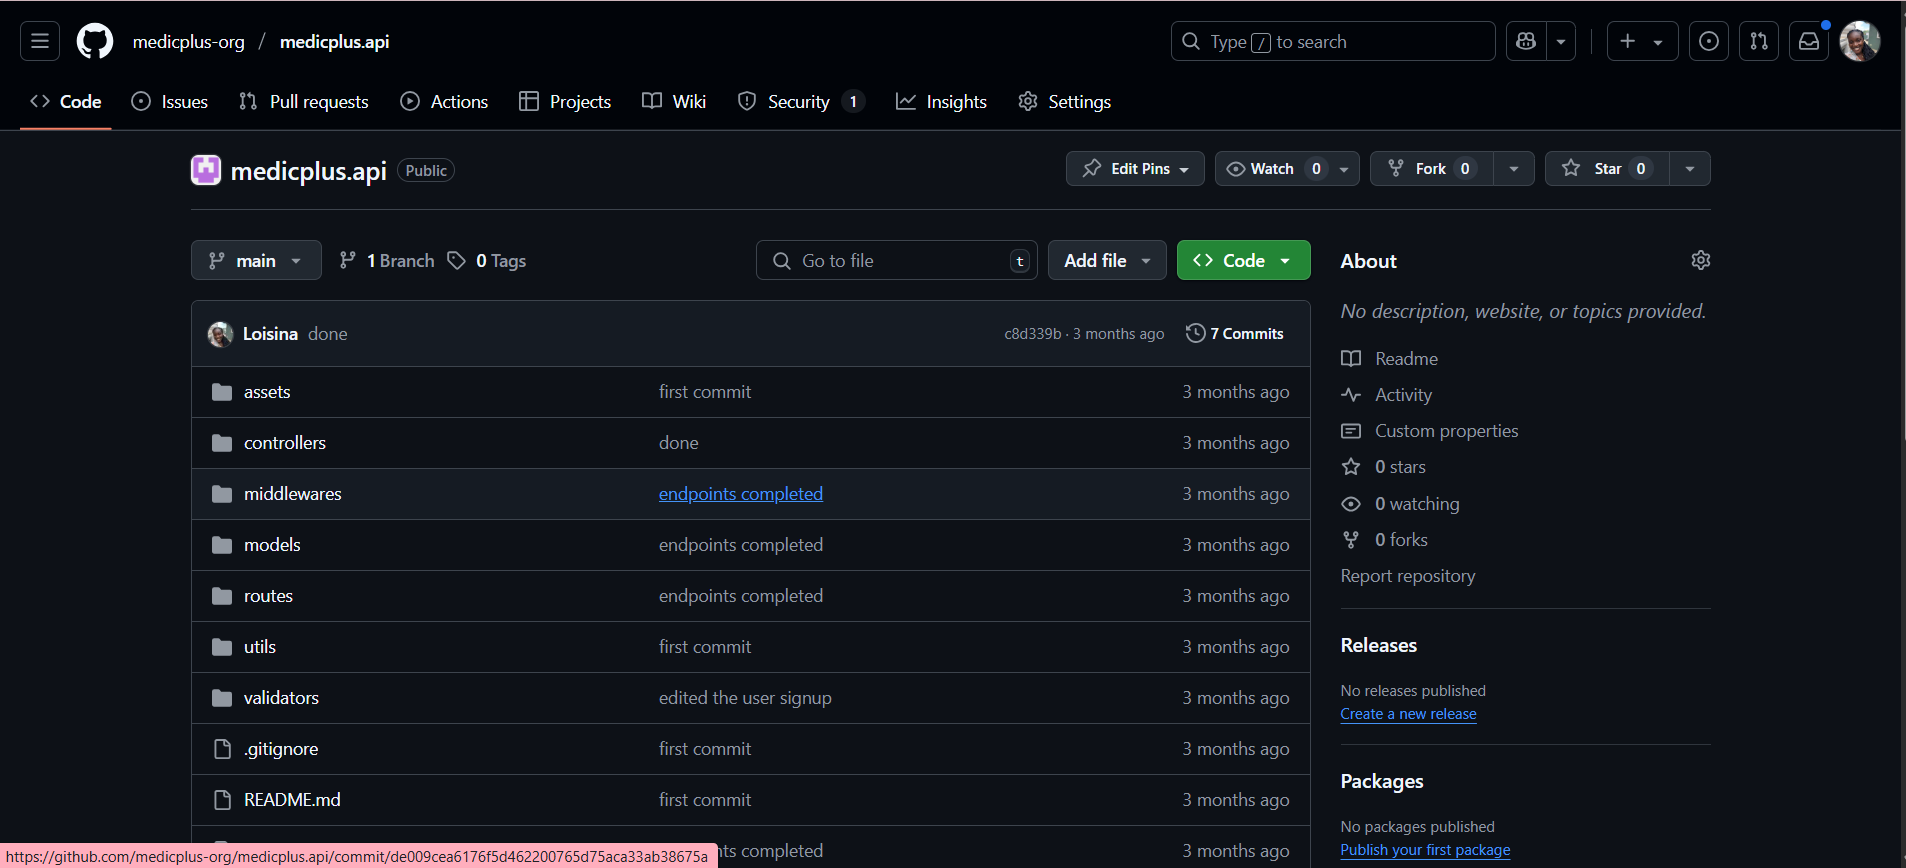 medicplus-org / medicplus.api
Type / to search
Code Issues Pull requests Actions Projects Wiki Security 1 Insights Settings
medicplus.api Public
Edit Pins Watch 0 Fork 0 Star 0
main 1 Branch 0 Tags
Go to file t
Add file Code
Loisina done c8d339b · 3 months ago 7 Commits
assets first commit 3 months ago
controllers done 3 months ago
middlewares endpoints completed 3 months ago
models endpoints completed 3 months ago
routes endpoints completed 3 months ago
utils first commit 3 months ago
validators edited the user signup 3 months ago
.gitignore first commit 3 months ago
README.md first commit 3 months ago
completed 3 months ago
https://github.com/medicplus-org/medicplus.api/commit/de009cea6176f5d462200765d75aca33ab38675a
About
No description, website, or topics provided.
Readme
Activity
Custom properties
0 stars
0 watching
0 forks
Report repository
Releases
No releases published
Create a new release
Packages
No packages published
Publish your first package